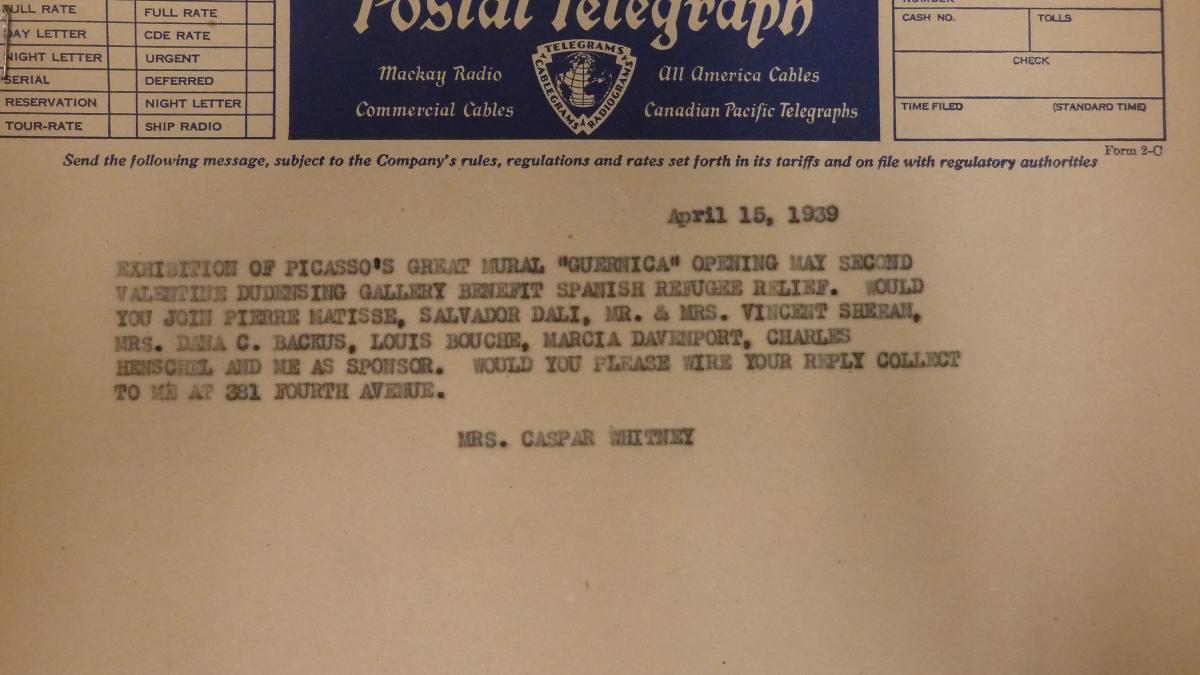 FULL RATE
DAY LETTER
NIGHT LETTER
SERIAL
RESERVATION
TOUR-RATE
FULL RATE
CDE RATE
URGENT
DEFERRED
NIGHT LETTER
SHIP RADIO
Postal Telegraph
Mackay Radio
Commercial Cables
TELEGRAMS
CABLEGRAMS
RADIOGRAMS
All America Cables
Canadian Pacific Telegraphs
NUMBER
CASH NO.
TOLLS
CHECK
TIME FILED
(STANDARD TIME)
Send the following message, subject to the Company's rules, regulations and rates set forth in its tariffs and on file with regulatory authorities
Form 2-C
April 15, 1939
EXHIBITION OF PICASSO'S GREAT MURAL "GUERNICA" OPENING MAY SECOND
VALENTINE DUDENSING GALLERY BENEFIT SPANISH REFUGEE RELIEF. WOULD
YOU JOIN PIERRE MATISSE, SALVADOR DALI, MR. & MRS. VINCENT SHEEAN,
MRS. DANA C. BACKUS, LOUIS BOUCHE, MARCIA DAVENPORT, CHARLES
HENSCHEL AND ME AS SPONSOR. WOULD YOU PLEASE WIRE YOUR REPLY COLLECT
TO ME AT 381 FOURTH AVENUE.
MRS. CASPAR WHITNEY